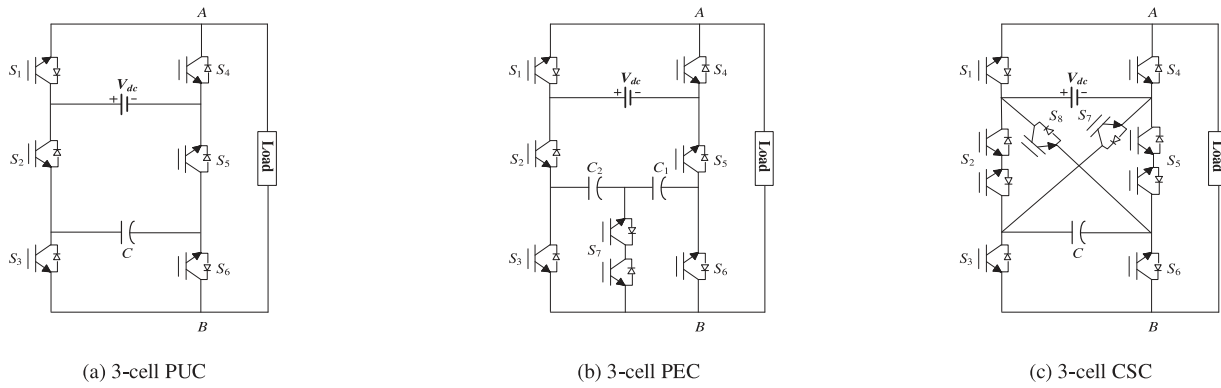 A
S1
S4
Vdc
+ -
S2
S5
Load
C
S3
S6
B
(a) 3-cell PUC
A
S1
S4
Vdc
+ -
S2
S5
Load
C2
C1
S7
S3
S6
B
(b) 3-cell PEC
A
S1
S4
Vdc
+ -
S8
S7
S2
S5
Load
C
S3
S6
B
(c) 3-cell CSC